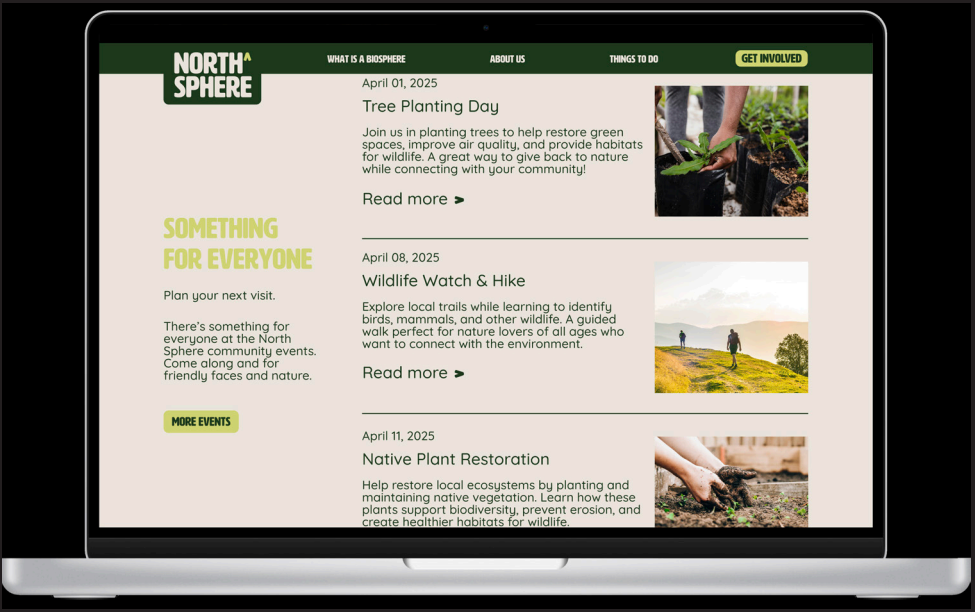 NORTH^
SPHERE
WHAT IS A BIOSPHERE
ABOUT US
THINGS TO DO
GET INVOLVED
SOMETHING
FOR EVERYONE
Plan your next visit.
There's something for
everyone at the North
Sphere community events.
Come along and for
friendly faces and nature.
MORE EVENTS
April 01, 2025
Tree Planting Day
Join us in planting trees to help restore green
spaces, improve air quality, and provide habitats
for wildlife. A great way to give back to nature
while connecting with your community!
Read more >
April 08, 2025
Wildlife Watch & Hike
Explore local trails while learning to identify
birds, mammals, and other wildlife. A guided
walk perfect for nature lovers of all ages who
want to connect with the environment.
Read more >
April 11, 2025
Native Plant Restoration
Help restore local ecosystems by planting and
maintaining native vegetation. Learn how these
plants support biodiversity, prevent erosion, and
create healthier habitats for wildlife.